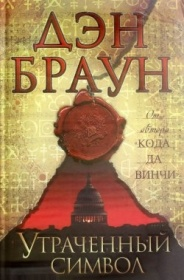 ДЭН
БРАУН
От автора
КОДА
ДА
ВИНЧИ
УТРАЧЕННЫЙ
СИМВОЛ